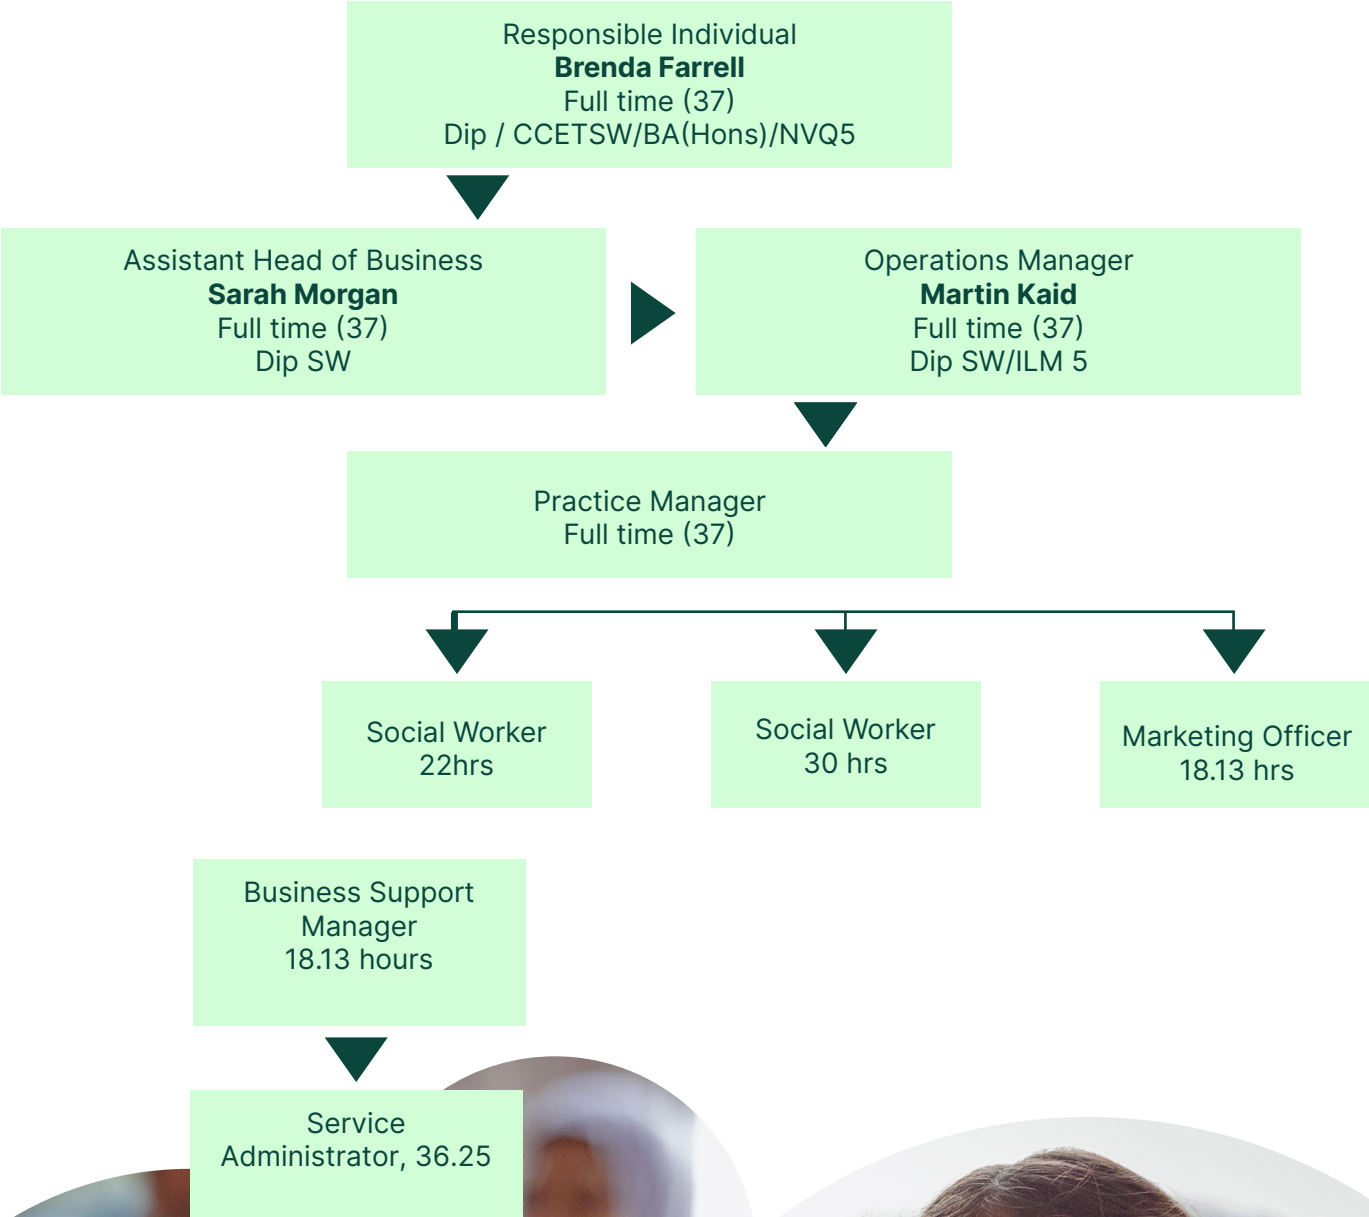 Responsible Individual
Brenda Farrell
Full time (37)
Dip / CCETSW/BA(Hons)/NVQ5
Assistant Head of Business
Sarah Morgan
Full time (37)
Dip SW
Operations Manager
Martin Kaid
Full time (37)
Dip SW/ILM 5
Practice Manager
Full time (37)
Social Worker
22hrs
Social Worker
30 hrs
Marketing Officer
18.13 hrs
Business Support
Manager
18.13 hours
Service
Administrator, 36.25